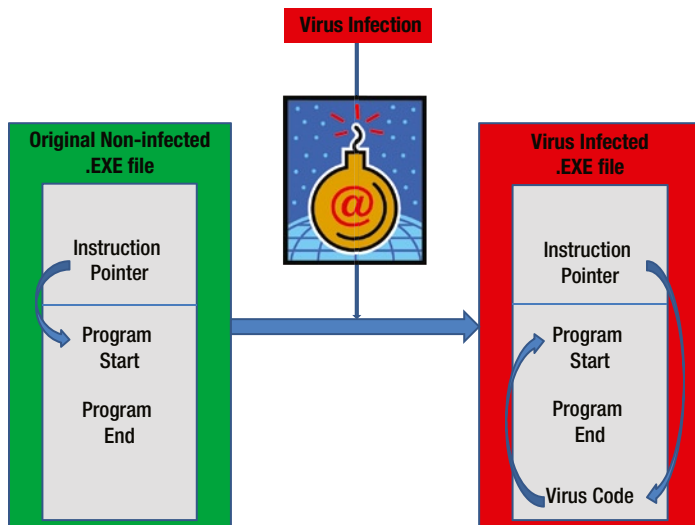 Virus Infection
Original Non-infected
.EXE file
Instruction
Pointer
Program
Start
Program
End
@
Virus Infected
.EXE file
Instruction
Pointer
Program
Start
Program
End
Virus Code